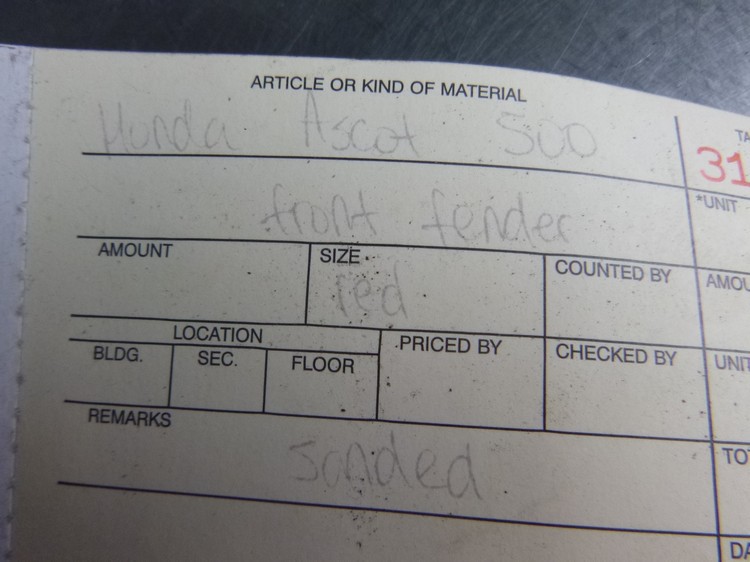 ARTICLE OR KIND OF MATERIAL
Honda Ascot 500
31
*UNIT
front fender
AMOUNT
SIZE
red
COUNTED BY
LOCATION
BLDG.
SEC.
FLOOR
PRICED BY
CHECKED BY
REMARKS
sanded